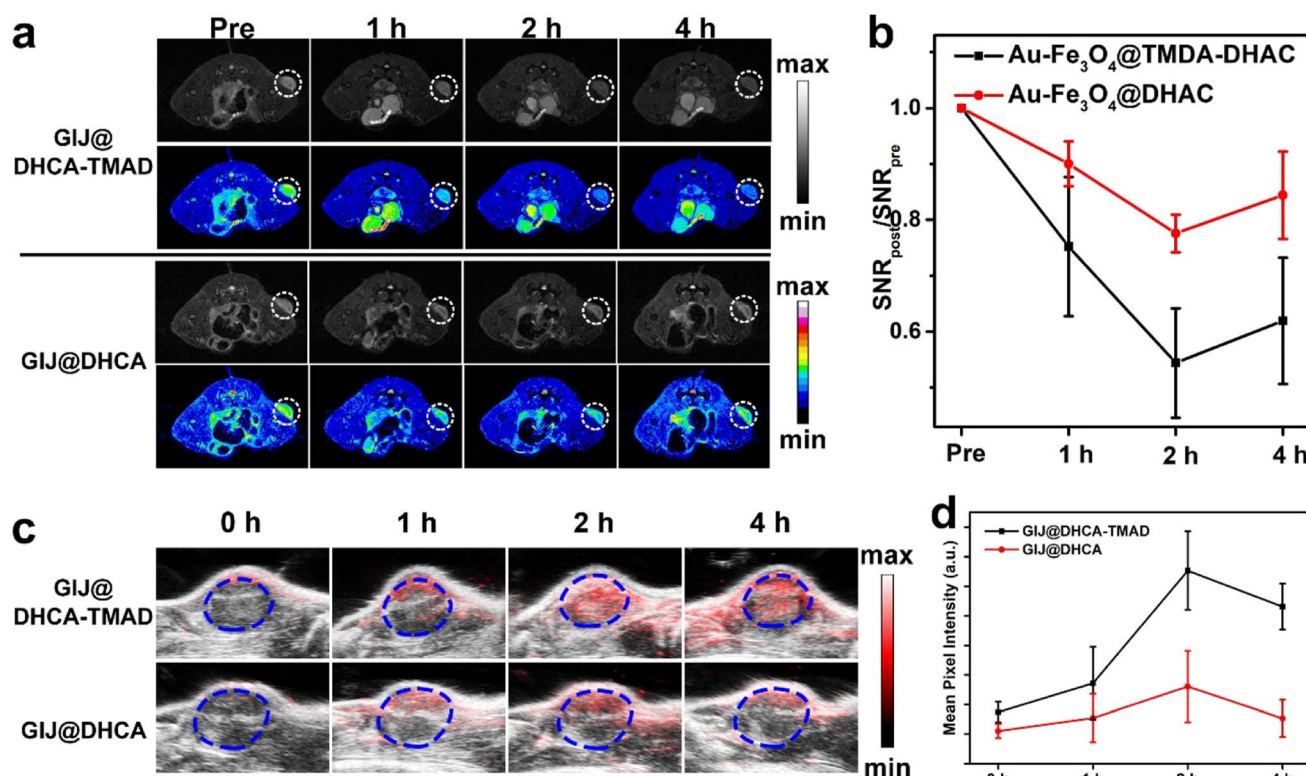 a
Pre 1 h 2 h 4 h
GIJ@
DHCA-TMAD
max
min
GIJ@DHCA
max
min
b
Au-Fe3O4@TMDA-DHAC
Au-Fe3O4@DHAC
SNRpost/SNRpre
1.0
0.8
0.6
Pre 1 h 2 h 4 h
c
0 h 1 h 2 h 4 h
GIJ@
DHCA-TMAD
GIJ@DHCA
max
min
d
GIJ@DHCA-TMAD
GIJ@DHCA
Mean Pixel Intensity (a.u.)